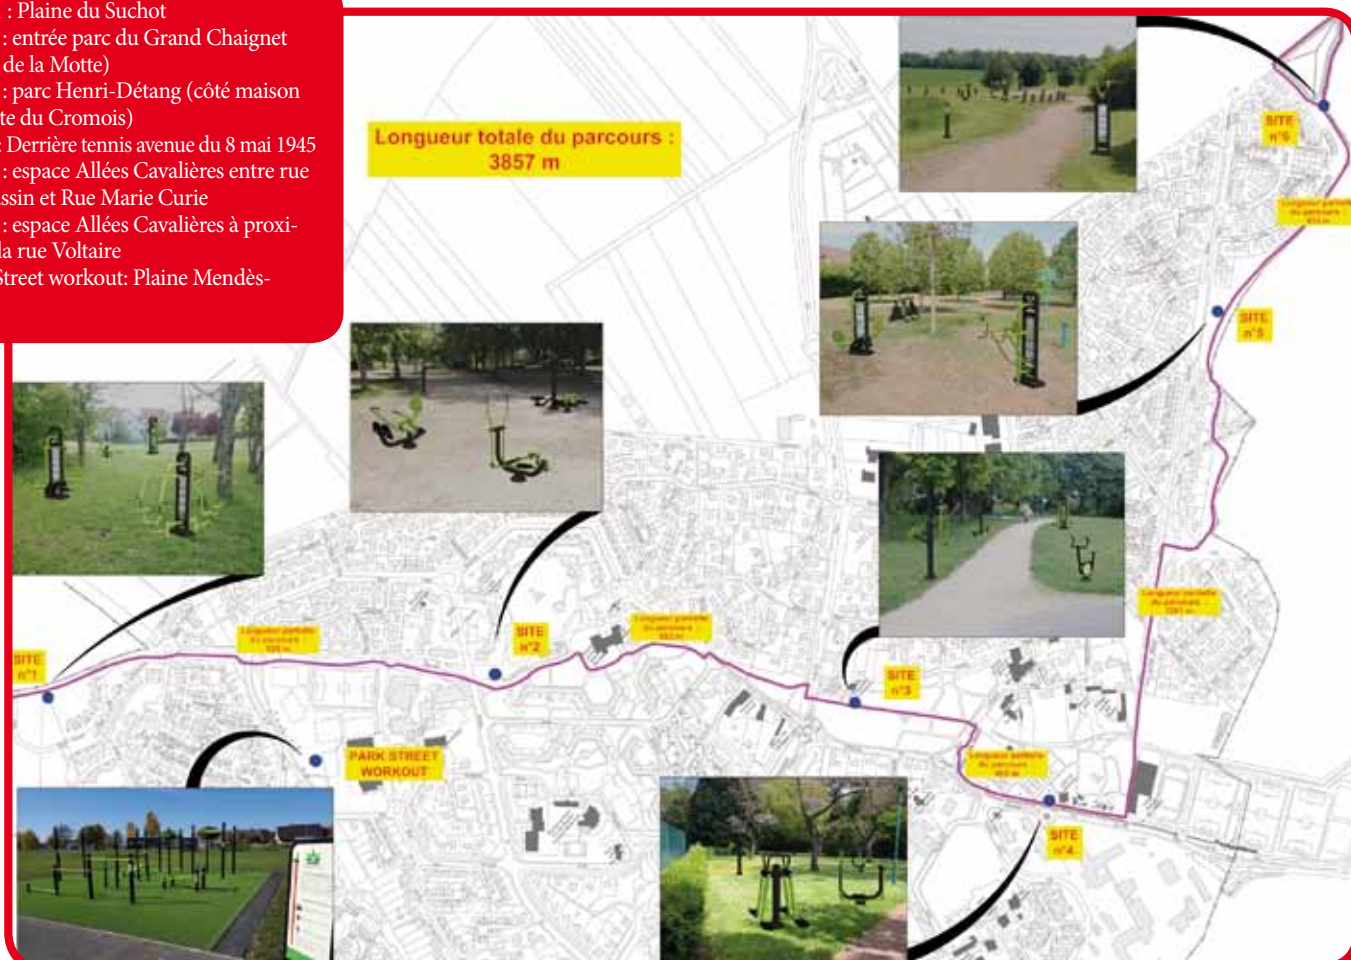 : Plaine du Suchot
: entrée parc du Grand Chaignet
de la Motte)
: parc Henri-Détang (côté maison
te du Cromois)
: Derrière tennis avenue du 8 mai 1945
: espace Allées Cavalières entre rue
ssin et Rue Marie Curie
: espace Allées Cavalières à proxi-
la rue Voltaire
Street workout: Plaine Mendès-
Longueur totale du parcours :
3857 m
SITE
n°6
Longueur partielle
du parcours :
SITE
n°5
Longueur partielle
du parcours :
Longueur partielle
du parcours :
SITE
n°2
Longueur partielle
du parcours :
SITE
n°1
SITE
n°3
PARK STREET
WORKOUT
Longueur partielle
du parcours :
SITE
n°4